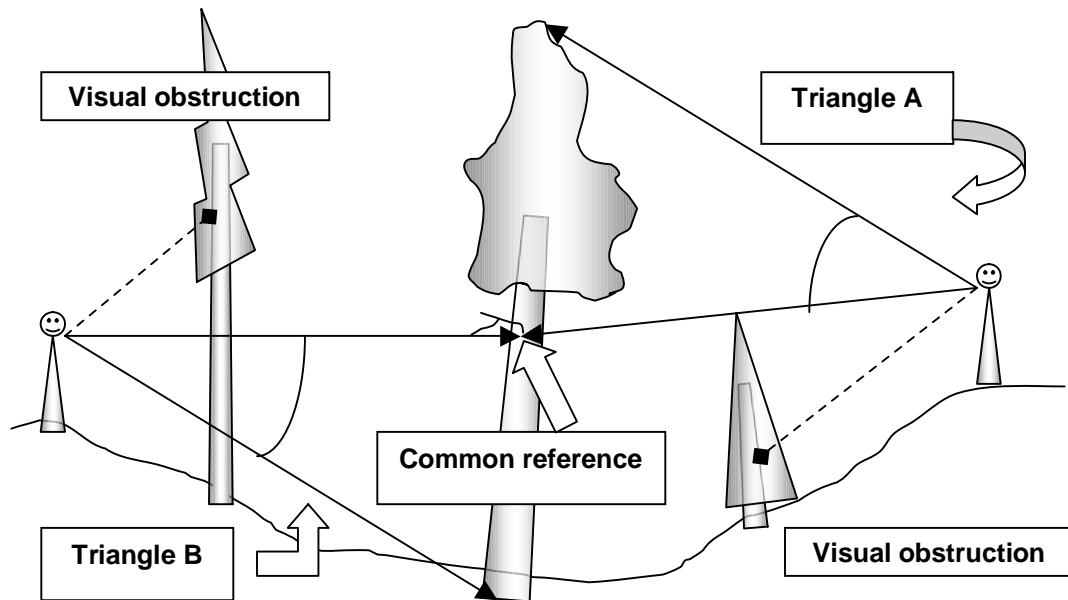 Visual obstruction
Triangle A
Common reference
Triangle B
Visual obstruction